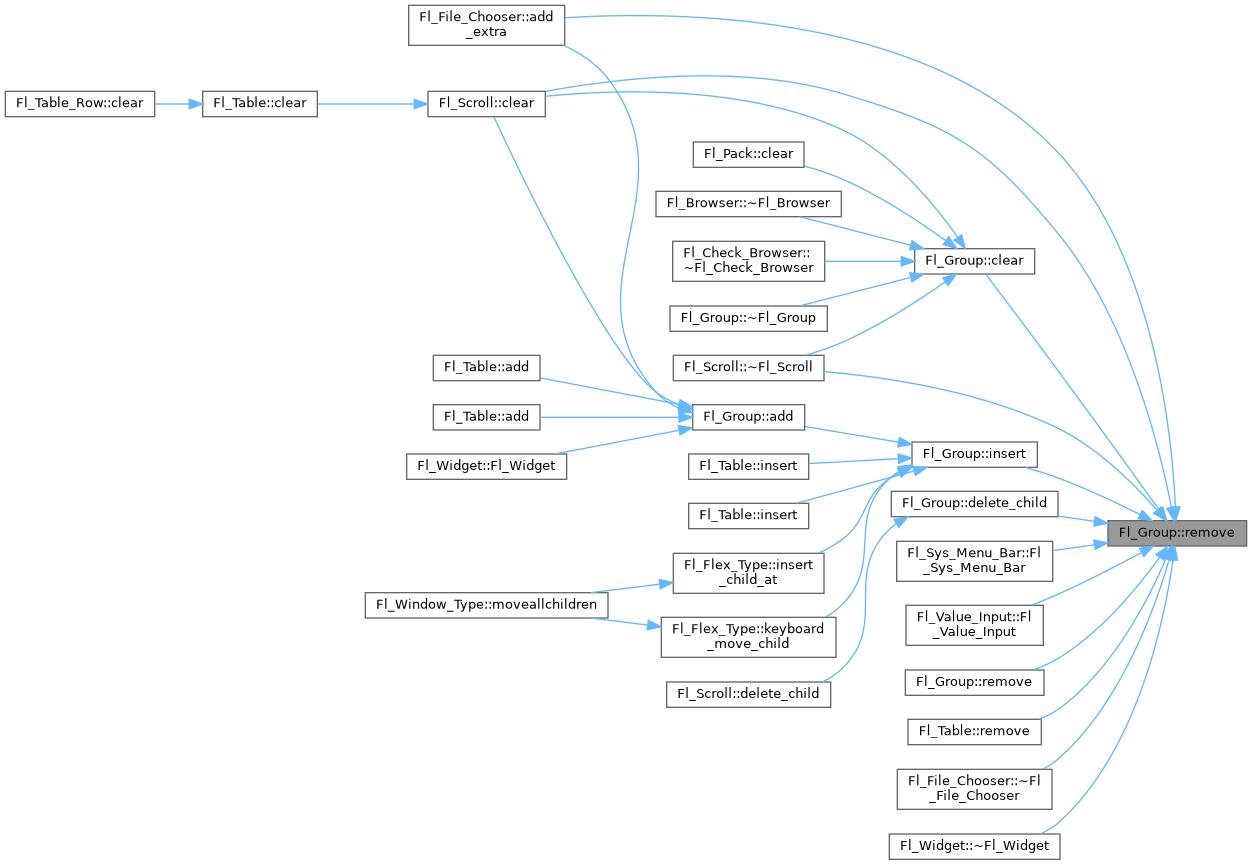 Fl_File_Chooser::add
_extra
Fl_Table_Row::clear
Fl_Table::clear
Fl_Scroll::clear
Fl_Pack::clear
Fl_Browser::~Fl_Browser
Fl_Check_Browser::
~Fl_Check_Browser
Fl_Group::clear
Fl_Group::~Fl_Group
Fl_Scroll::~Fl_Scroll
Fl_Table::add
Fl_Table::add
Fl_Group::add
Fl_Widget::Fl_Widget
Fl_Group::insert
Fl_Table::insert
Fl_Table::insert
Fl_Group::delete_child
Fl_Group::remove
Fl_Sys_Menu_Bar::Fl
_Sys_Menu_Bar
Fl_Flex_Type::insert
_child_at
Fl_Window_Type::moveallchildren
Fl_Value_Input::Fl
_Value_Input
Fl_Flex_Type::keyboard
_move_child
Fl_Group::remove
Fl_Scroll::delete_child
Fl_Table::remove
Fl_File_Chooser::~Fl
_File_Chooser
Fl_Widget::~Fl_Widget